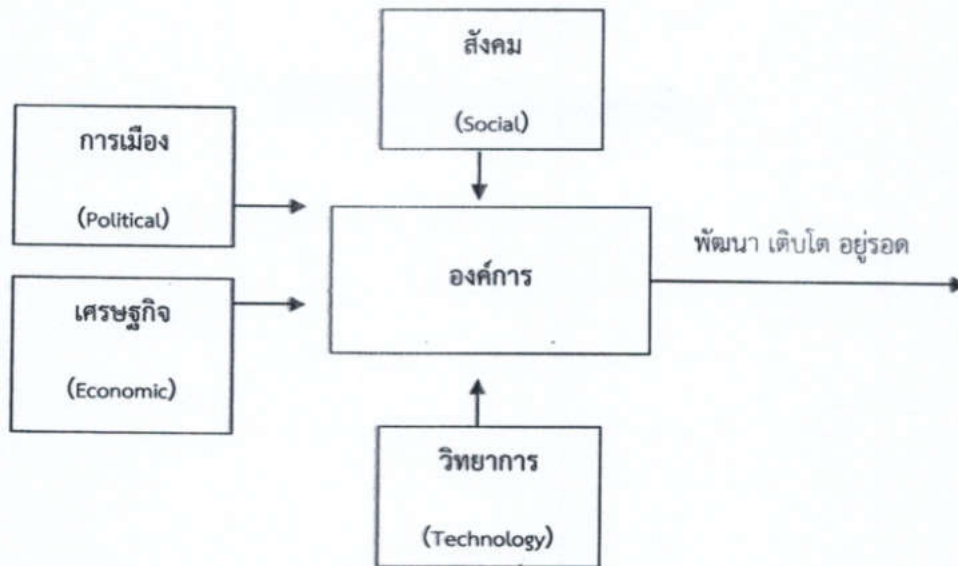 สังคม
(Social)
การเมือง
(Political)
องค์การ
พัฒนา เติบโต อยู่รอด
เศรษฐกิจ
(Economic)
วิทยาการ
(Technology)